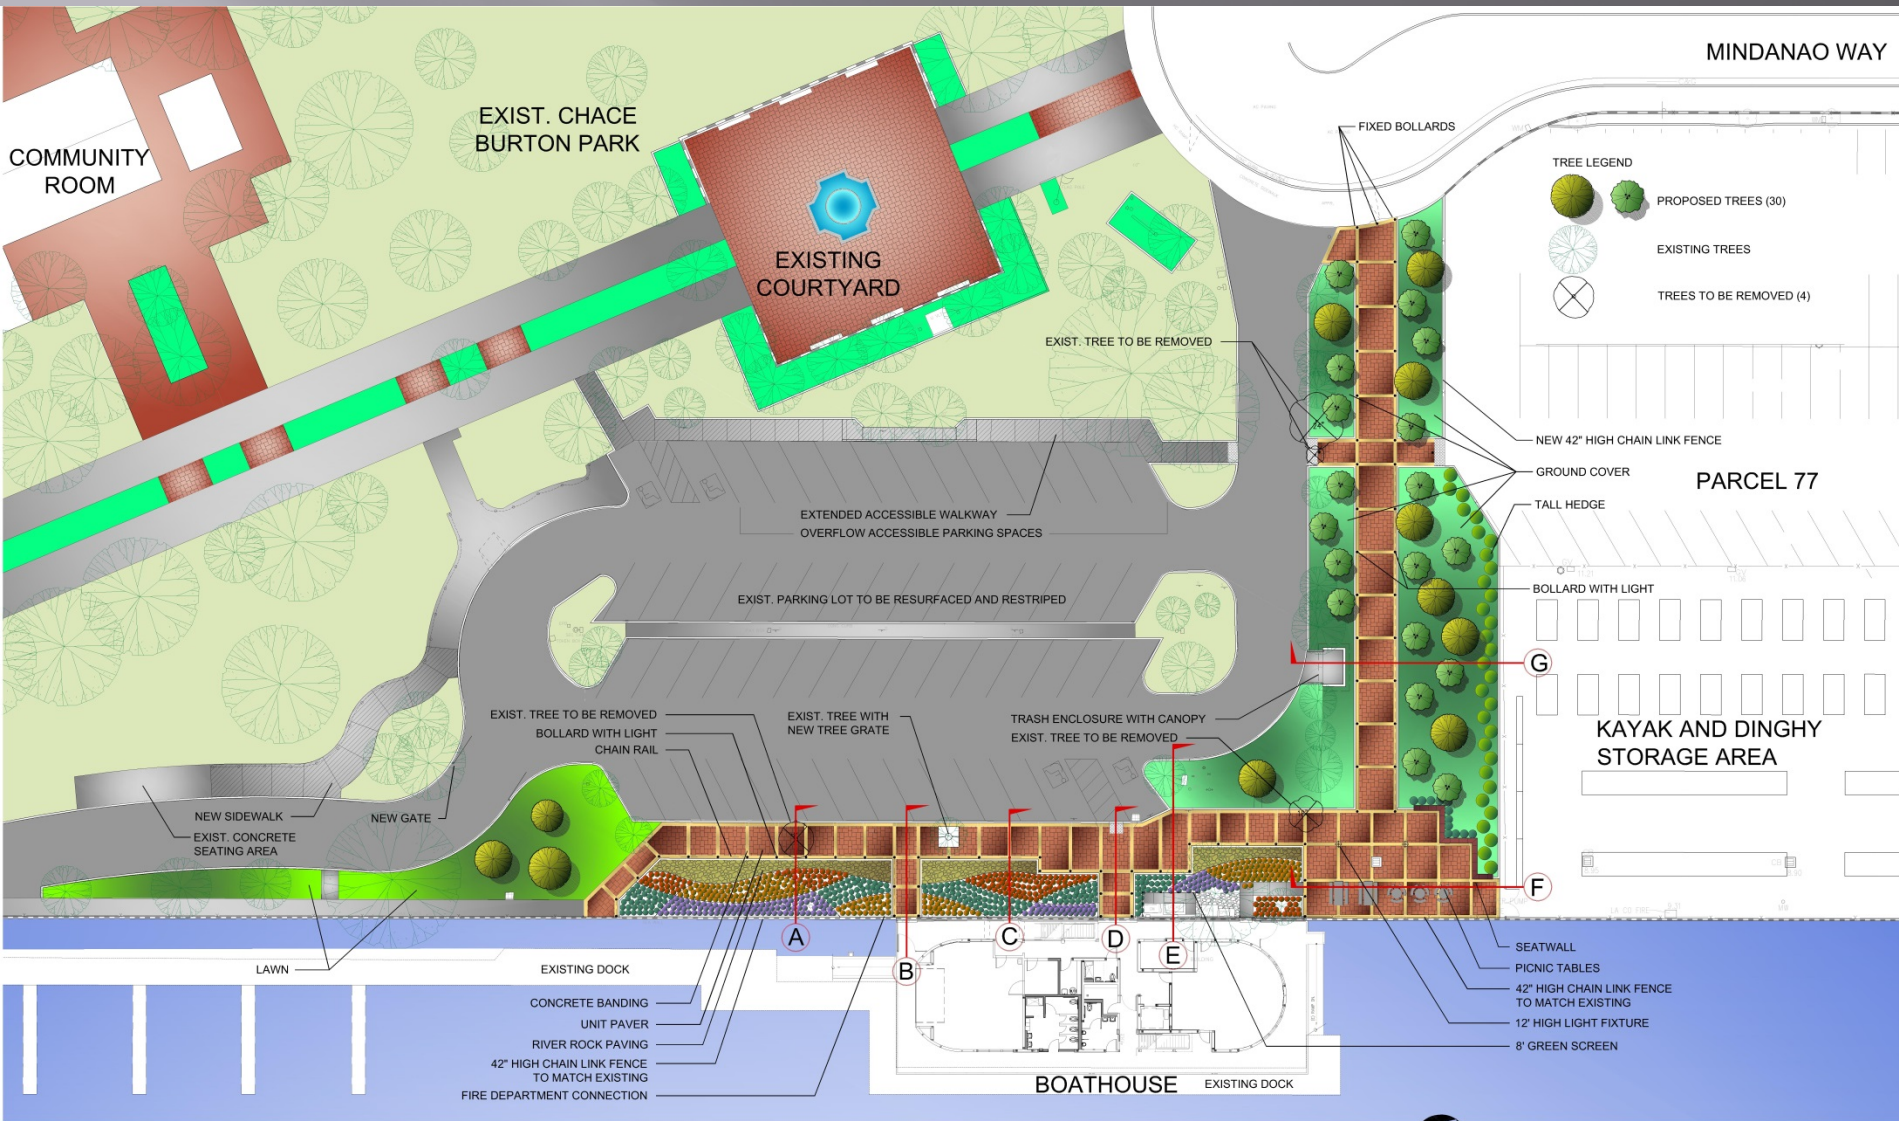 MINDANAO WAY
EXIST. CHACE
BURTON PARK
COMMUNITY
ROOM
FIXED BOLLARDS
TREE LEGEND
PROPOSED TREES (30)
EXISTING TREES
TREES TO BE REMOVED (4)
EXISTING
COURTYARD
EXIST. TREE TO BE REMOVED
NEW 42" HIGH CHAIN LINK FENCE
GROUND COVER
PARCEL 77
TALL HEDGE
EXTENDED ACCESSIBLE WALKWAY
OVERFLOW ACCESSIBLE PARKING SPACES
BOLLARD WITH LIGHT
EXIST. PARKING LOT TO BE RESURFACED AND RESTRIPED
G
EXIST. TREE TO BE REMOVED
BOLLARD WITH LIGHT
CHAIN RAIL
EXIST. TREE WITH
NEW TREE GRATE
TRASH ENCLOSURE WITH CANOPY
EXIST. TREE TO BE REMOVED
KAYAK AND DINGHY
STORAGE AREA
NEW SIDEWALK
NEW GATE
EXIST. CONCRETE
SEATING AREA
F
A
B
C
D
E
LAWN
EXISTING DOCK
SEATWALL
PICNIC TABLES
42" HIGH CHAIN LINK FENCE
TO MATCH EXISTING
12' HIGH LIGHT FIXTURE
8' GREEN SCREEN
CONCRETE BANDING
UNIT PAVER
RIVER ROCK PAVING
42" HIGH CHAIN LINK FENCE
TO MATCH EXISTING
FIRE DEPARTMENT CONNECTION
BOATHOUSE
EXISTING DOCK